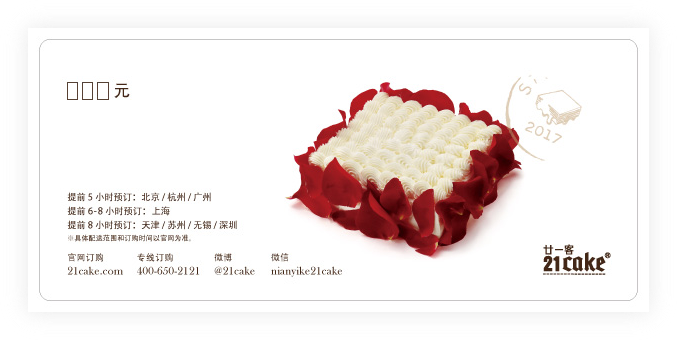 □□□元
S
2017
提前 5 小时预订：北京 / 杭州 / 广州
提前 6-8 小时预订：上海
提前 8 小时预订：天津 / 苏州 / 无锡 / 深圳
※具体配送范围和订购时间以官网为准。
官网订购 专线订购 微博 微信
21cake.com 400-650-2121 @21cake nianyike21cake
廿一客
21cake®